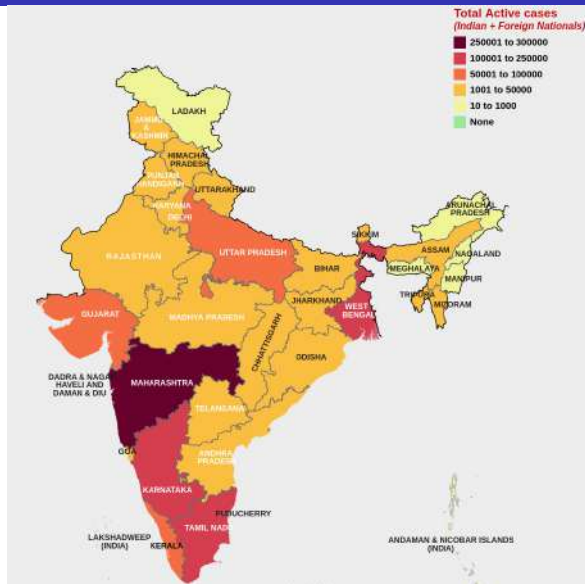 Total Active cases
(Indian + Foreign Nationals)
250001 to 300000
100001 to 250000
50001 to 100000
1001 to 50000
10 to 1000
None
LADAKH
JAMMU
&
KASHMIR
HIMACHAL
PRADESH
PUNJAB
CHANDIGARH
UTTARAKHAND
HARYANA
DELHI
ARUNACHAL
PRADESH
SIKKIM
RAJASTHAN
UTTAR PRADESH
ASSAM
NAGALAND
BIHAR
MEGHALAYA
MANIPUR
JHARKHAND
TRIPURA
MIZORAM
GUJARAT
MADHYA PRADESH
WEST
BENGAL
CHHATTISGARH
ODISHA
DADRA & NAGAR
HAVELI AND
DAMAN & DIU
MAHARASHTRA
TELANGANA
GOA
ANDHRA
PRADESH
KARNATAKA
PUDUCHERRY
TAMIL NADU
LAKSHADWEEP
(INDIA)
KERALA
ANDAMAN & NICOBAR ISLANDS
(INDIA)